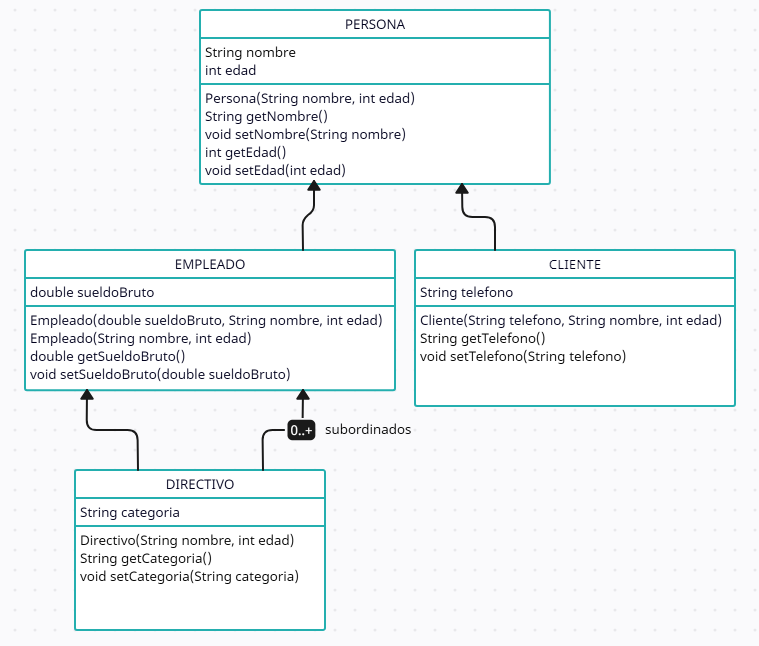 PERSONA
String nombre
int edad
Persona(String nombre, int edad)
String getNombre()
void setNombre(String nombre)
int getEdad()
void setEdad(int edad)
EMPLEADO
double sueldoBruto
Empleado(double sueldoBruto, String nombre, int edad)
Empleado(String nombre, int edad)
double getSueldoBruto()
void setSueldoBruto(double sueldoBruto)
CLIENTE
String telefono
Cliente(String telefono, String nombre, int edad)
String getTelefono()
void setTelefono(String telefono)
0..+ subordinados
DIRECTIVO
String categoria
Directivo(String nombre, int edad)
String getCategoria()
void setCategoria(String categoria)